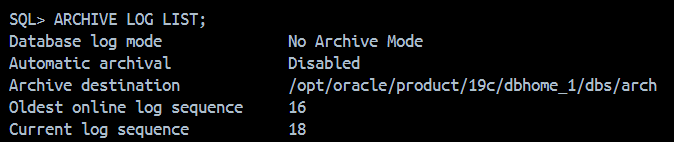 SQL> ARCHIVE LOG LIST;
Database log mode No Archive Mode
Automatic archival Disabled
Archive destination /opt/oracle/product/19c/dbhome_1/dbs/arch
Oldest online log sequence 16
Current log sequence 18